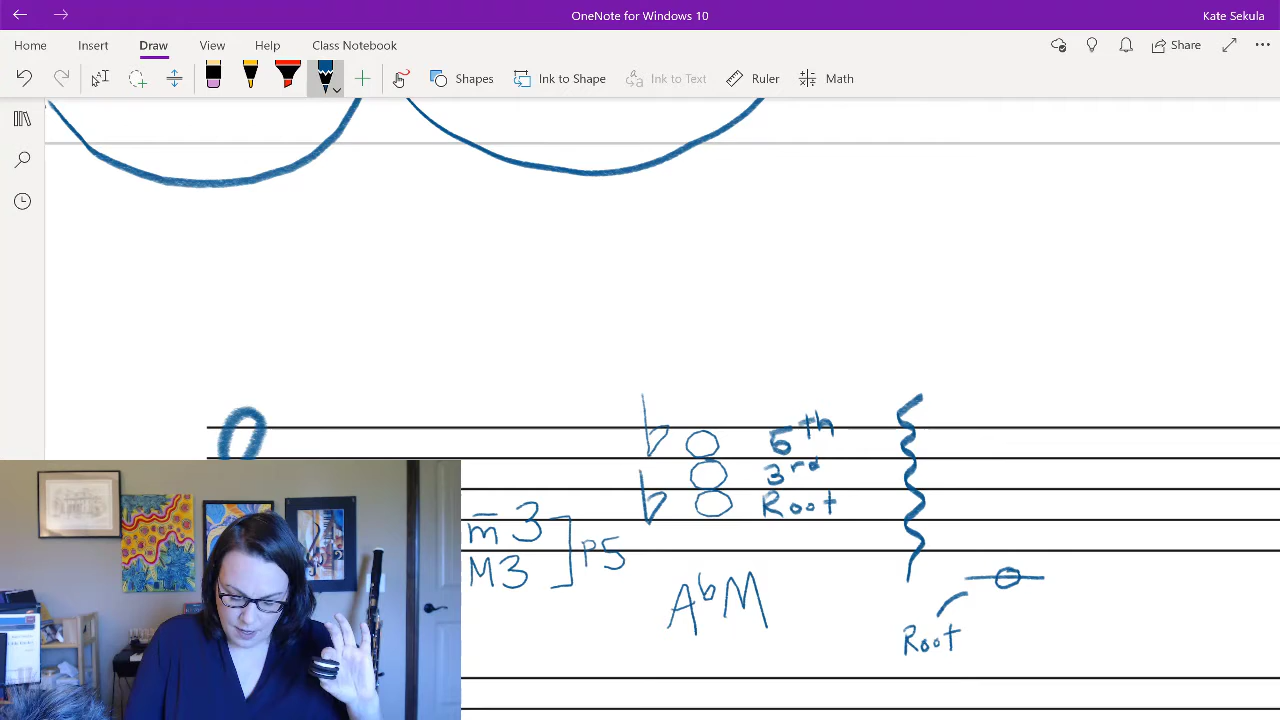 OneNote for Windows 10
Kate Sekula
Home Insert Draw View Help Class Notebook
Share
Shapes Ink to Shape Ink to Text Ruler Math
5th
3rd
Root
m3
M3
P5
AbM
Root